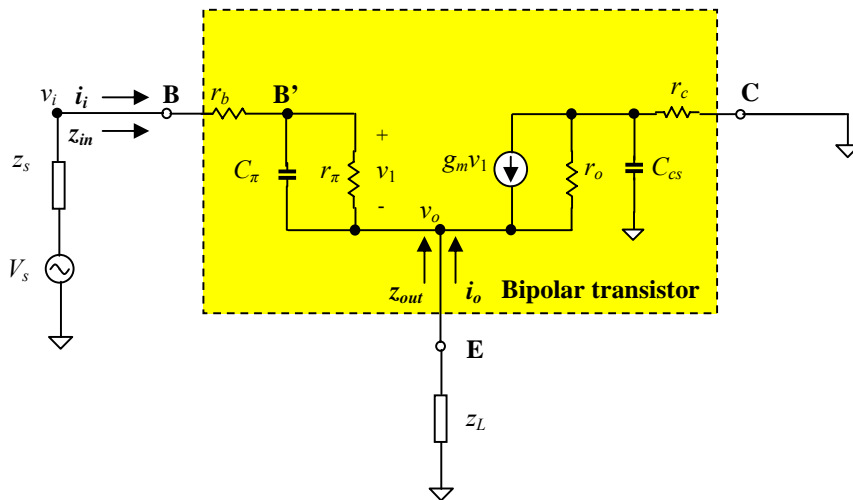 v_i
i_i
B
r_b
B’
r_c
C
z_in
z_s
C_π
r_π
+
v_1
-
g_m v_1
r_o
C_cs
v_o
V_s
z_out
i_o
Bipolar transistor
E
z_L